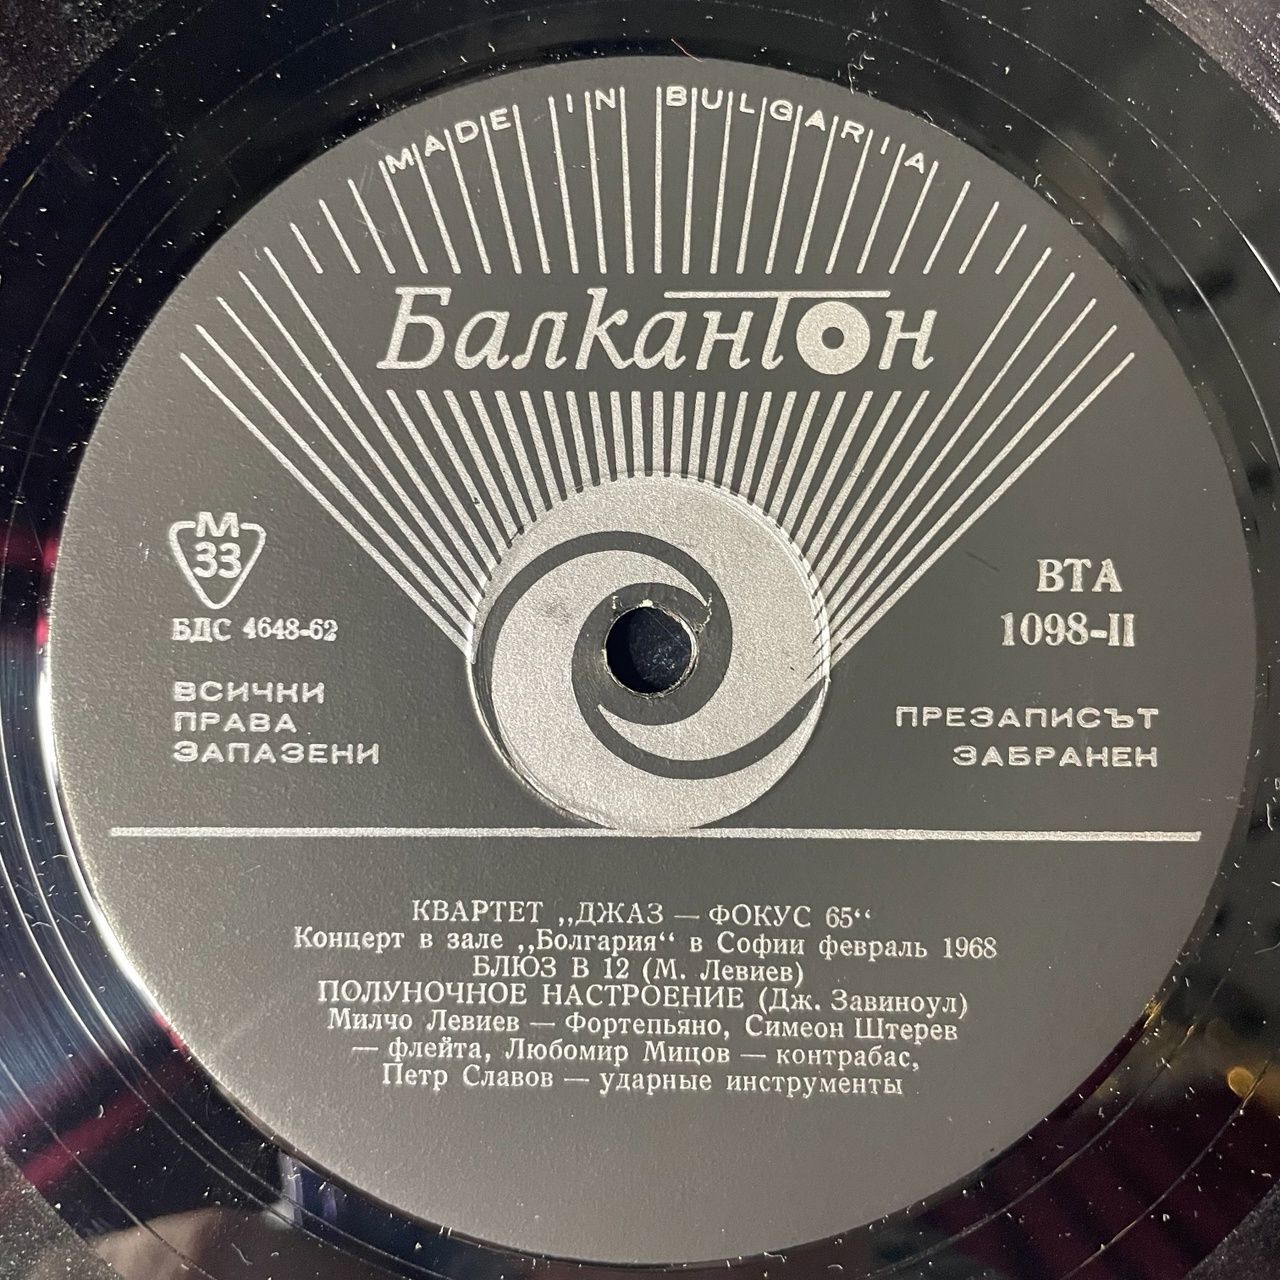 MADE IN BULGARIA
Балкантон
М
33
БДС 4648-62
ВСИЧКИ
ПРАВА
ЗАПАЗЕНИ
ВТА
1098-II
ПРЕЗАПИСЪТ
ЗАБРАНЕН
КВАРТЕТ „ДЖАЗ — ФОКУС 65“
Концерт в зале „Болгария“ в Софии февраль 1968
БЛЮЗ В 12 (М. Левиев)
ПОЛУНОЧНОЕ НАСТРОЕНИЕ (Дж. Завиноул)
Милчо Левиев — Фортепьяно, Симеон Штерев
— флейта, Любомир Мицов — контрабас,
Петр Славов — ударные инструменты